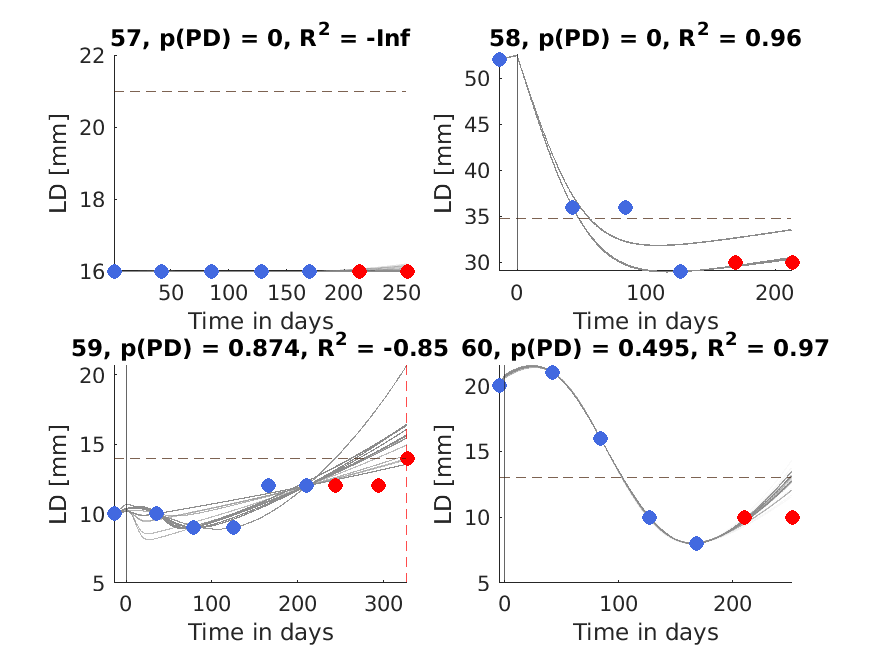 57, p(PD) = 0, R² = -Inf
22
20
18
16
LD [mm]
50
100
150
200
250
Time in days
58, p(PD) = 0, R² = 0.96
50
45
40
35
30
LD [mm]
0
100
200
Time in days
59, p(PD) = 0.874, R² = -0.85
20
15
10
5
LD [mm]
0
100
200
300
Time in days
60, p(PD) = 0.495, R² = 0.97
20
15
10
5
LD [mm]
0
100
200
Time in days